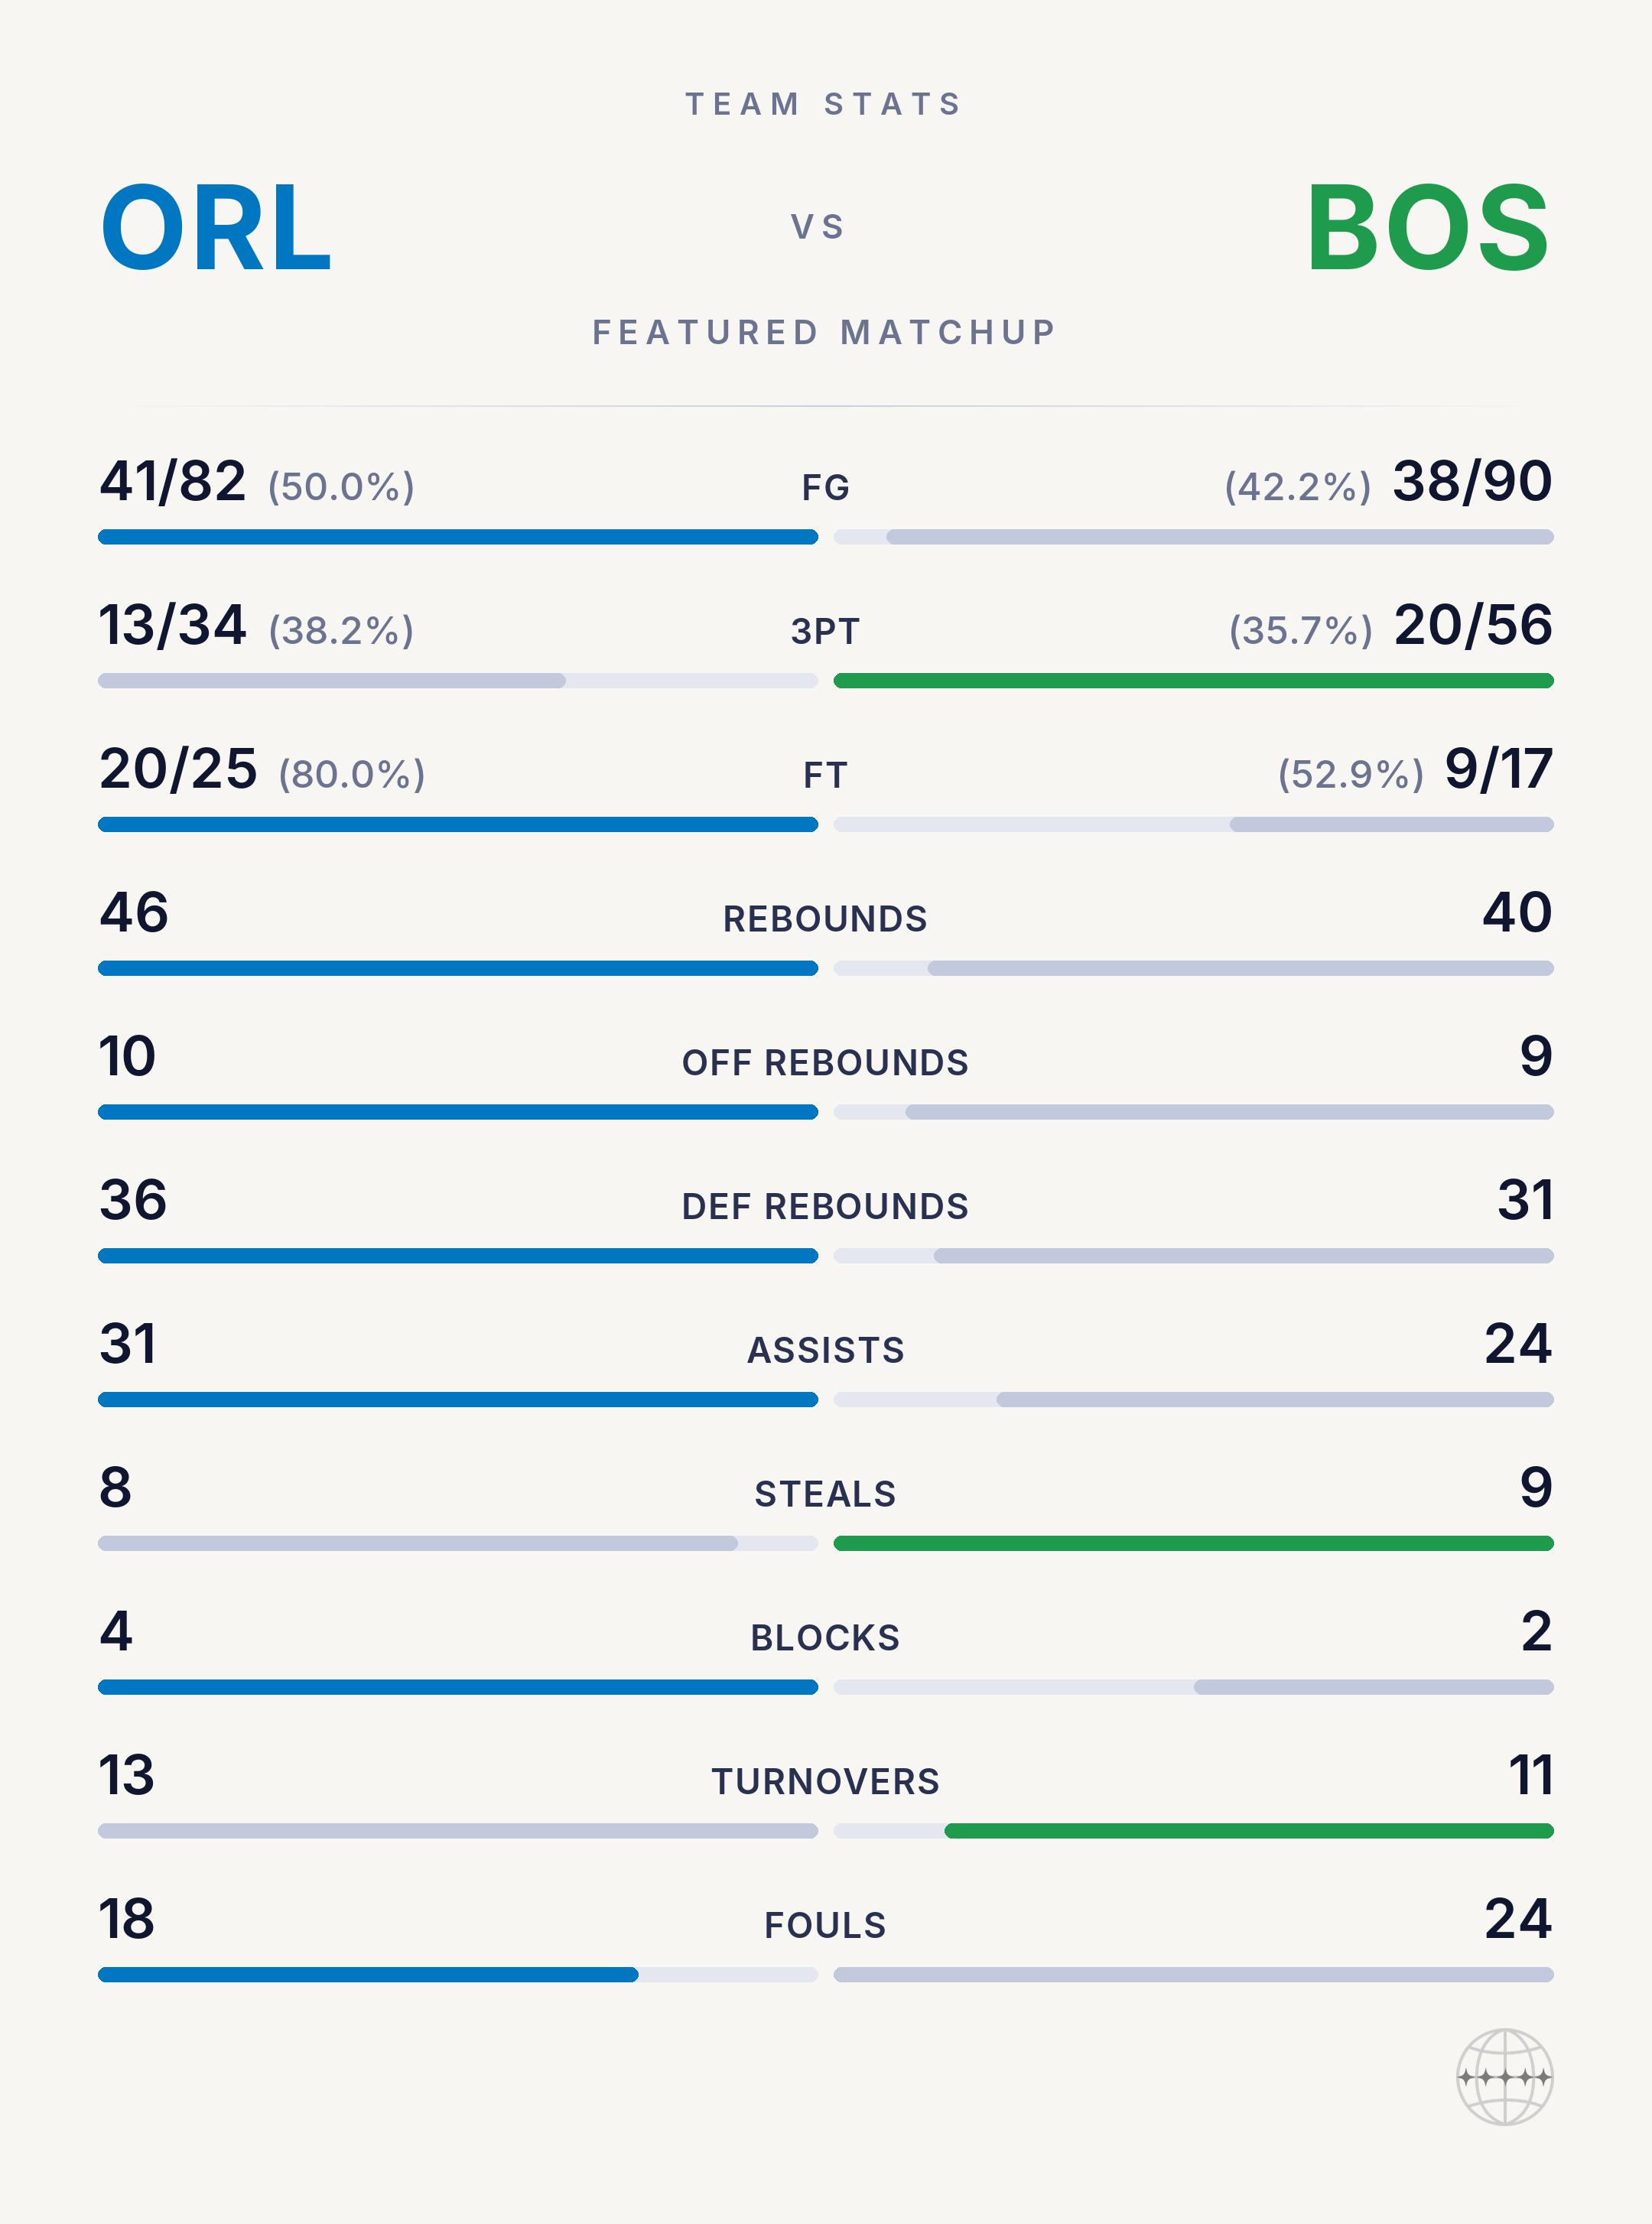 TEAM STATS
ORL VS BOS
FEATURED MATCHUP
41/82 (50.0%) FG (42.2%) 38/90
13/34 (38.2%) 3PT (35.7%) 20/56
20/25 (80.0%) FT (52.9%) 9/17
46 REBOUNDS 40
10 OFF REBOUNDS 9
36 DEF REBOUNDS 31
31 ASSISTS 24
8 STEALS 9
4 BLOCKS 2
13 TURNOVERS 11
18 FOULS 24